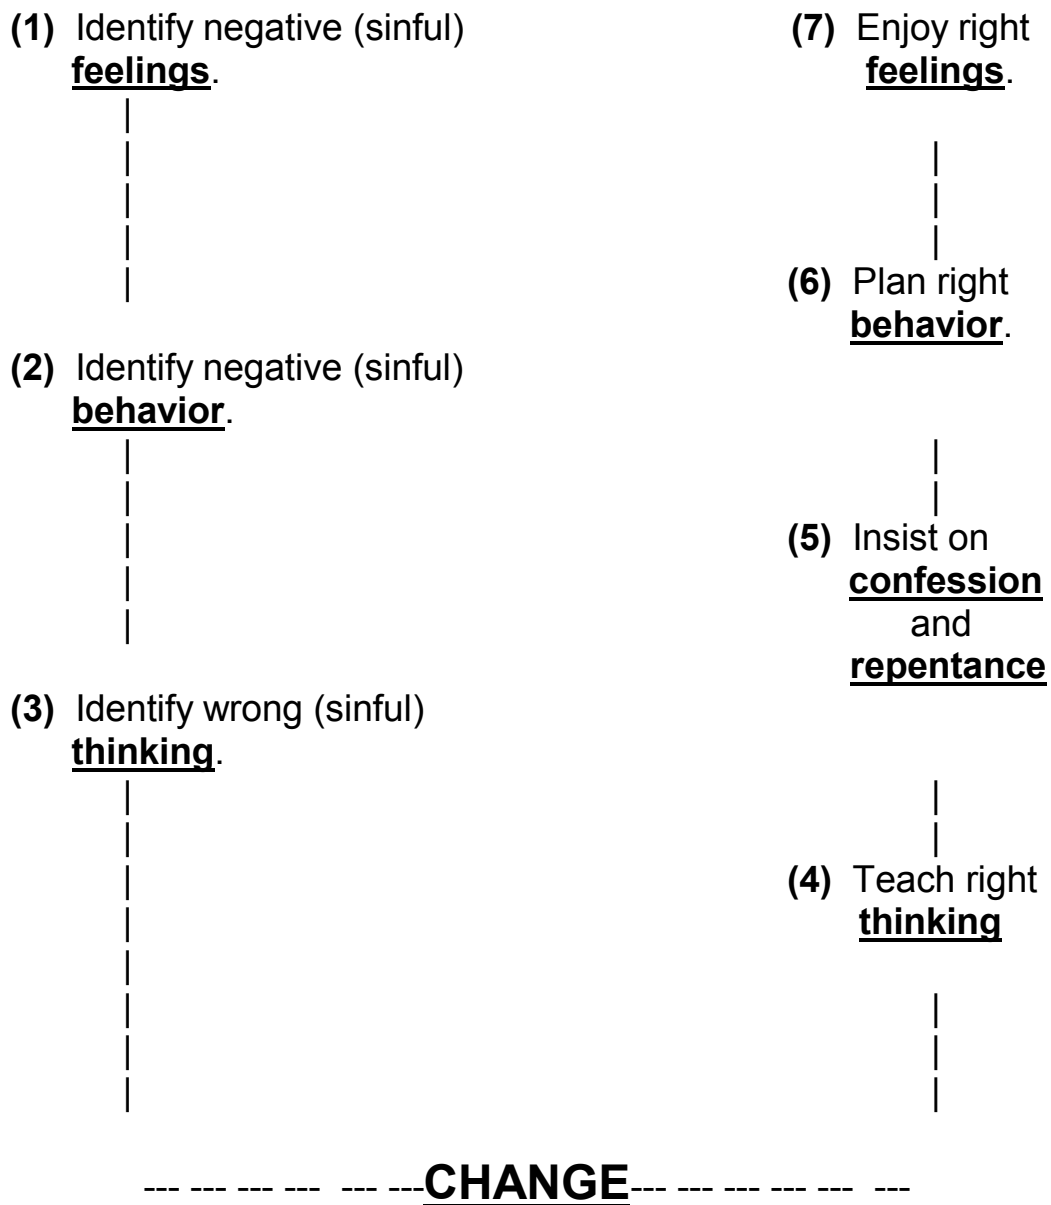 (1) Identify negative (sinful)
feelings.
|
|
|
|
|
(2) Identify negative (sinful)
behavior.
|
|
|
|
|
(3) Identify wrong (sinful)
thinking.
|
|
|
|
|
|
|
|
(7) Enjoy right
feelings.
|
|
|
(6) Plan right
behavior.
|
|
(5) Insist on
confession
and
repentance
|
|
(4) Teach right
thinking
|
|
|
--- --- --- --- --- ---CHANGE--- --- --- --- --- ---